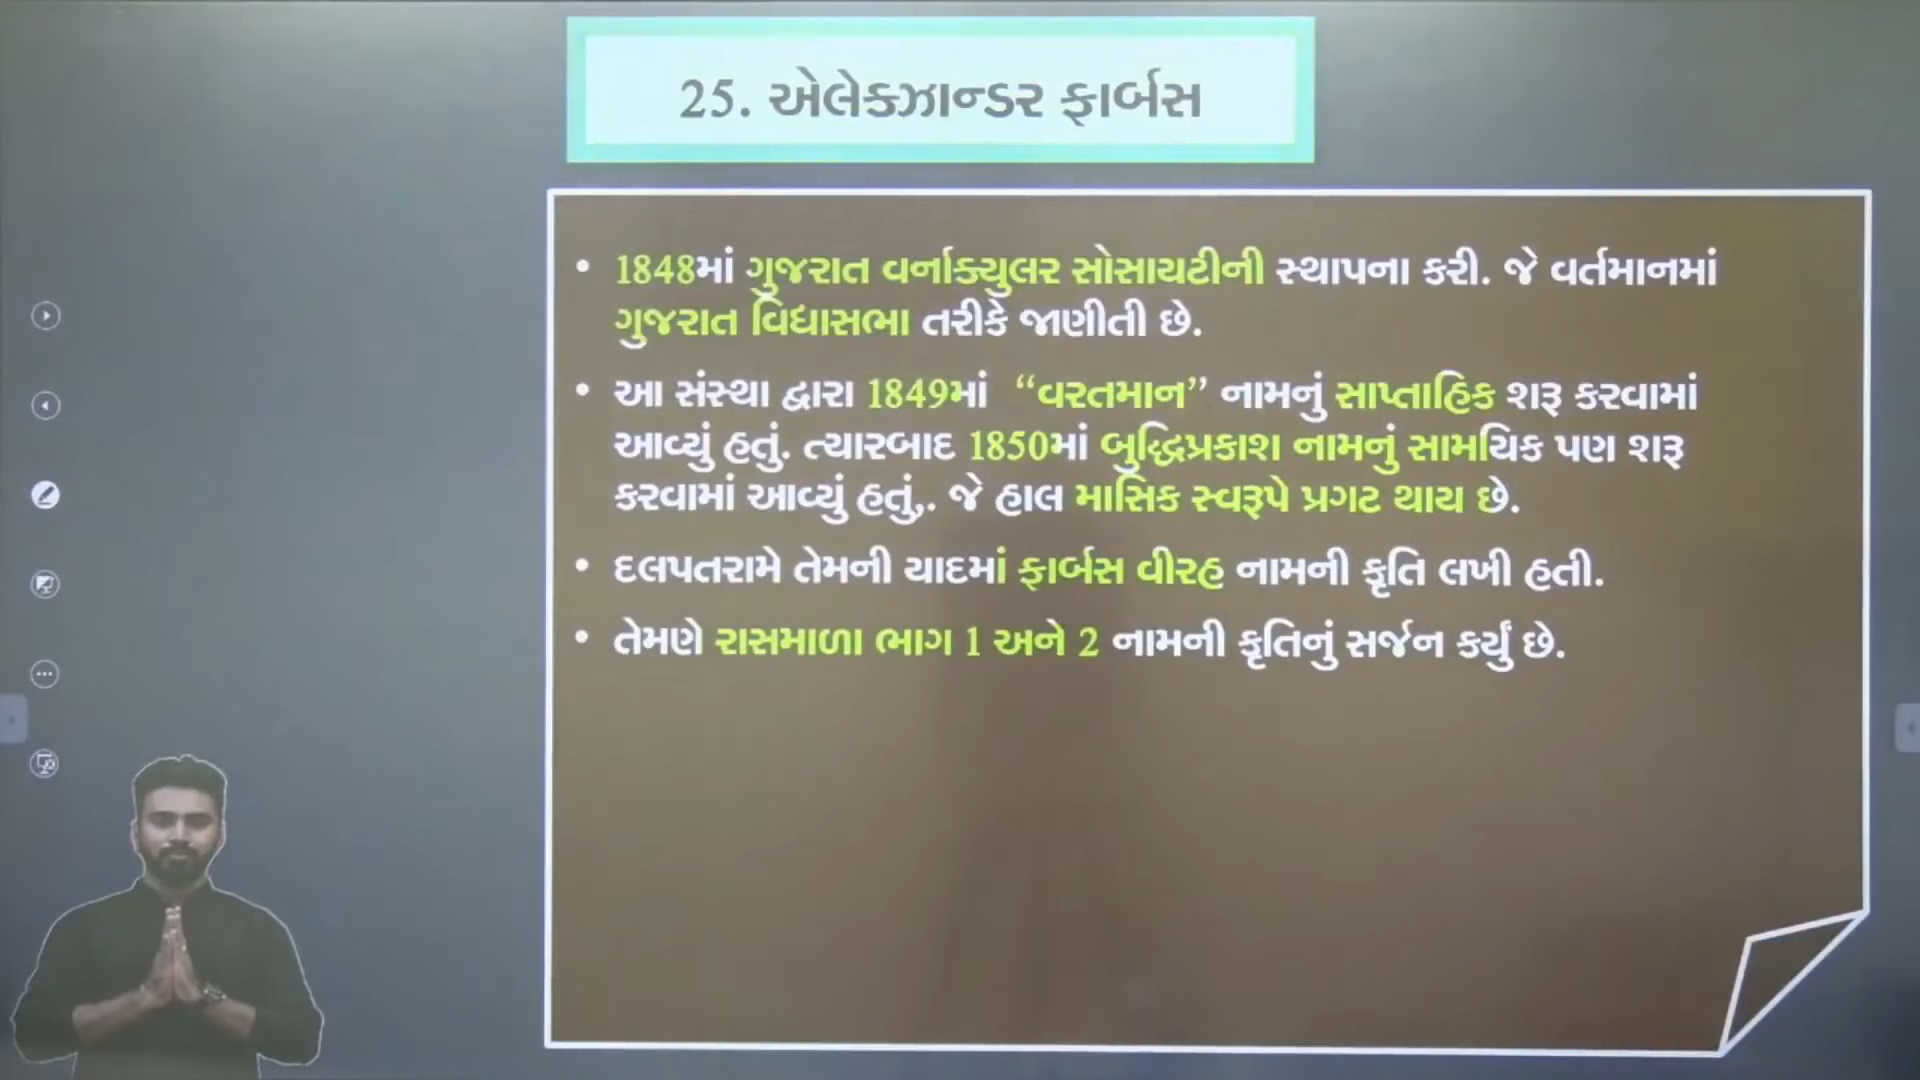 25. એલેક્ઝાન્ડર ફાર્બસ
• 1848માં ગુજરાત વર્નાક્યુલર સોસાયટીની સ્થાપના કરી. જે વર્તમાનમાં
ગુજરાત વિદ્યાસભા તરીકે જાણીતી છે.
• આ સંસ્થા દ્વારા 1849માં “વરતમાન” નામનું સાપ્તાહિક શરૂ કરવામાં
આવ્યું હતું. ત્યારબાદ 1850માં બુદ્ધિપ્રકાશ નામનું સામયિક પણ શરૂ
કરવામાં આવ્યું હતું,. જે હાલ માસિક સ્વરૂપે પ્રગટ થાય છે.
• દલપતરામે તેમની યાદમાં ફાર્બસ વીરહ નામની કૃતિ લખી હતી.
• તેમણે રાસમાળા ભાગ 1 અને 2 નામની કૃતિનું સર્જન કર્યું છે.